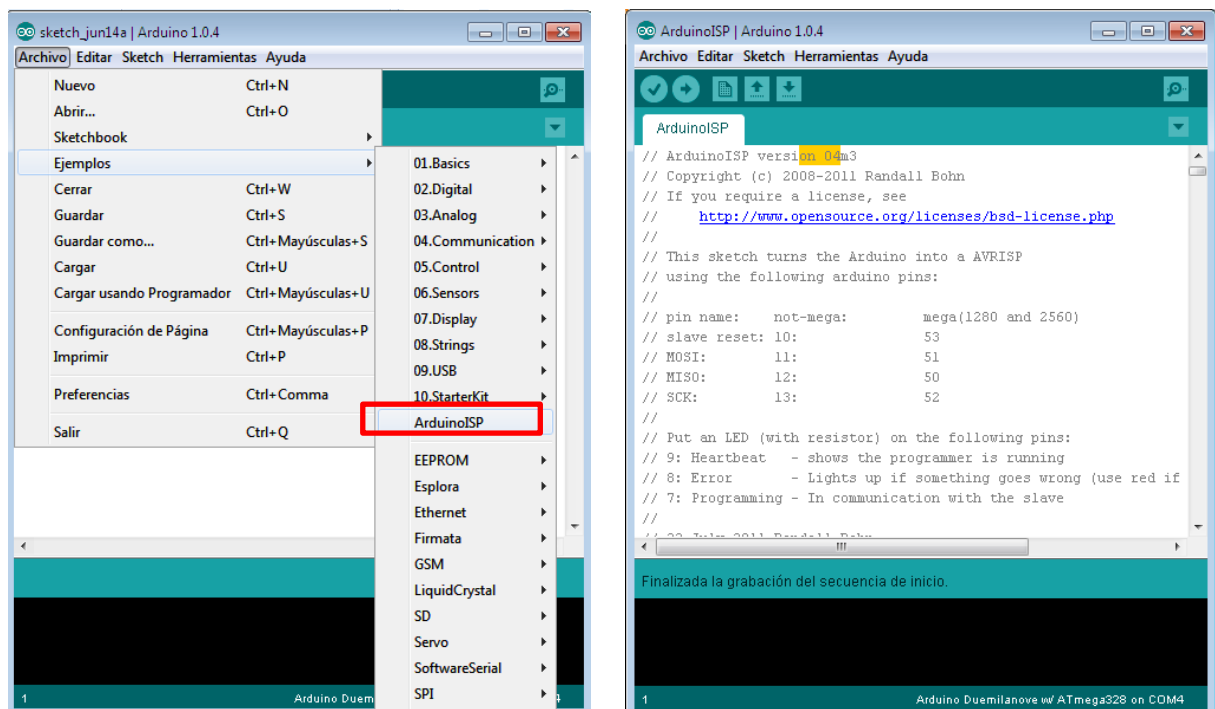 sketch_jun14a | Arduino 1.0.4
Archivo Editar Sketch Herramientas Ayuda
Nuevo Ctrl+N
Abrir... Ctrl+O
Sketchbook
Ejemplos
Cerrar Ctrl+W
Guardar Ctrl+S
Guardar como... Ctrl+Mayúsculas+S
Cargar Ctrl+U
Cargar usando Programador Ctrl+Mayúsculas+U
Configuración de Página Ctrl+Mayúsculas+P
Imprimir Ctrl+P
Preferencias Ctrl+Comma
Salir Ctrl+Q
01.Basics
02.Digital
03.Analog
04.Communication
05.Control
06.Sensors
07.Display
08.Strings
09.USB
10.StarterKit
ArduinoISP
EEPROM
Esplora
Ethernet
Firmata
GSM
LiquidCrystal
SD
Servo
SoftwareSerial
SPI
1 Arduino Duem
ArduinoISP | Arduino 1.0.4
Archivo Editar Sketch Herramientas Ayuda
ArduinoISP
// ArduinoISP version 04m3
// Copyright (c) 2008-2011 Randall Bohn
// If you require a license, see
// http://www.opensource.org/licenses/bsd-license.php
//
// This sketch turns the Arduino into a AVRISP
// using the following arduino pins:
//
// pin name: not-mega: mega(1280 and 2560)
// slave reset: 10: 53
// MOSI: 11: 51
// MISO: 12: 50
// SCK: 13: 52
//
// Put an LED (with resistor) on the following pins:
// 9: Heartbeat - shows the programmer is running
// 8: Error - Lights up if something goes wrong (use red if
// 7: Programming - In communication with the slave
//
// 23 July 2011 Randall Bohn
Finalizada la grabación del secuencia de inicio.
1 Arduino Duemilanove w/ ATmega328 on COM4